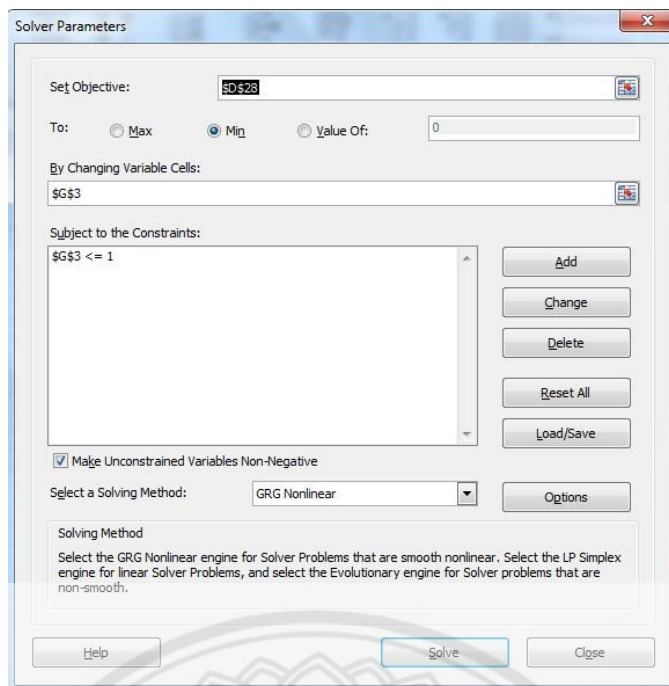 Solver Parameters
Set Objective: $D$28
To: Max Min Value Of: 0
By Changing Variable Cells:
$G$3
Subject to the Constraints:
$G$3 <= 1
Add
Change
Delete
Reset All
Load/Save
Make Unconstrained Variables Non-Negative
Select a Solving Method: GRG Nonlinear Options
Solving Method
Select the GRG Nonlinear engine for Solver Problems that are smooth nonlinear. Select the LP Simplex
engine for linear Solver Problems, and select the Evolutionary engine for Solver problems that are
non-smooth.
Help Solve Close